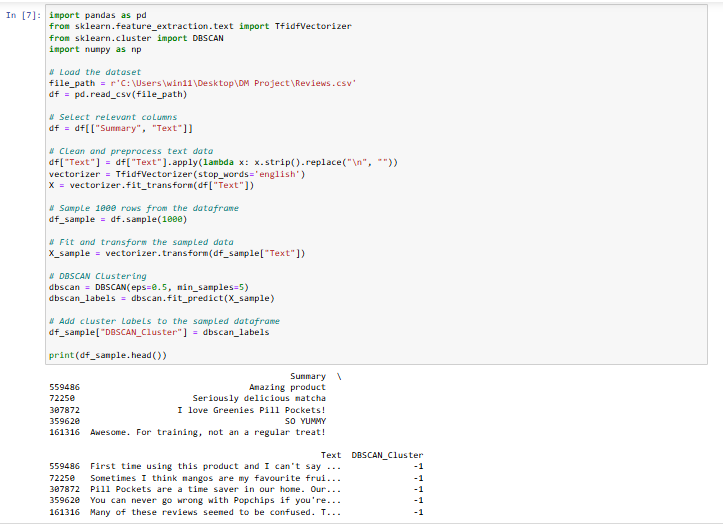 In [7]: import pandas as pd
from sklearn.feature_extraction.text import TfidfVectorizer
from sklearn.cluster import DBSCAN
import numpy as np
# Load the dataset
file_path = r'C:\Users\win11\Desktop\DM Project\Reviews.csv'
df = pd.read_csv(file_path)
# Select relevant columns
df = df[["Summary", "Text"]]
# Clean and preprocess text data
df["Text"] = df["Text"].apply(lambda x: x.strip().replace("\n", ""))
vectorizer = TfidfVectorizer(stop_words='english')
X = vectorizer.fit_transform(df["Text"])
# Sample 1000 rows from the dataframe
df_sample = df.sample(1000)
# Fit and transform the sampled data
X_sample = vectorizer.transform(df_sample["Text"])
# DBSCAN Clustering
dbscan = DBSCAN(eps=0.5, min_samples=5)
dbscan_labels = dbscan.fit_predict(X_sample)
# Add cluster labels to the sampled dataframe
df_sample["DBSCAN_Cluster"] = dbscan_labels
print(df_sample.head())
Summary \
559486 Amazing product
72250 Seriously delicious matcha
307872 I love Greenies Pill Pockets!
359620 SO YUMMY
161316 Awesome. For training, not an a regular treat!
Text DBSCAN_Cluster
559486 First time using this product and I can't say ... -1
72250 Sometimes I think mangos are my favourite frui... -1
307872 Pill Pockets are a time saver in our home. Our... -1
359620 You can never go wrong with Popchips if you're... -1
161316 Many of these reviews seemed to be confused. T... -1